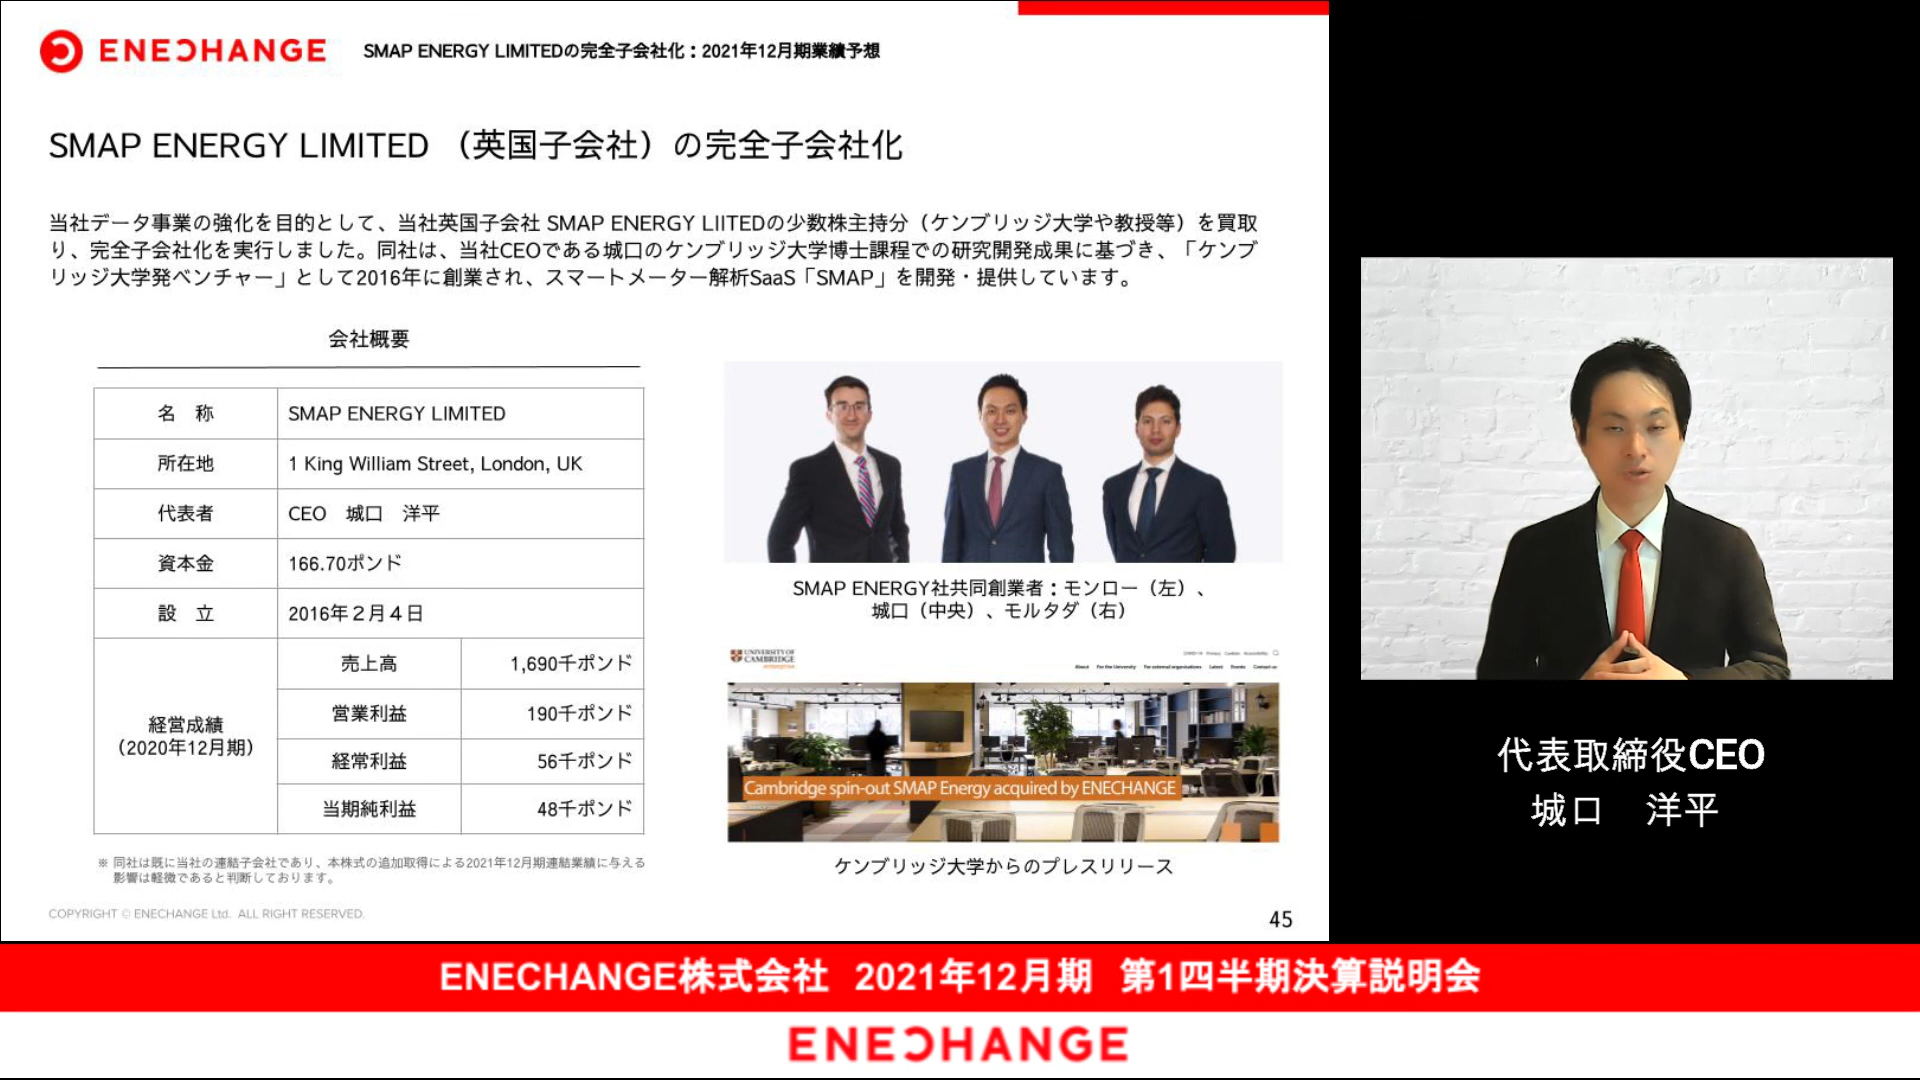 ENECHANGE
SMAP ENERGY LIMITEDの完全子会社化：2021年12月期業績予想
SMAP ENERGY LIMITED （英国子会社）の完全子会社化
当社データ事業の強化を目的として、当社英国子会社 SMAP ENERGY LIITEDの少数株主持分（ケンブリッジ大学や教授等）を買取
り、完全子会社化を実行しました。同社は、当社CEOである城口のケンブリッジ大学博士課程での研究開発成果に基づき、「ケンブ
リッジ大学発ベンチャー」として2016年に創業され、スマートメーター解析SaaS「SMAP」を開発・提供しています。
会社概要
名　称 SMAP ENERGY LIMITED
所在地 1 King William Street, London, UK
代表者 CEO　城口　洋平
資本金 166.70ポンド
設　立 2016年２月４日
経営成績
（2020年12月期）
売上高 1,690千ポンド
営業利益 190千ポンド
経常利益 56千ポンド
当期純利益 48千ポンド
※ 同社は既に当社の連結子会社であり、本株式の追加取得による2021年12月期連結業績に与える
影響は軽微であると判断しております。
SMAP ENERGY社共同創業者：モンロー（左）、
城口（中央）、モルタダ（右）
UNIVERSITY OF
CAMBRIDGE
COVID-19 Privacy Cookies Accessibility
About For the University For external organisations Latest Events Contact us
Cambridge spin-out SMAP Energy acquired by ENECHANGE
ケンブリッジ大学からのプレスリリース
COPYRIGHT © ENECHANGE Ltd. ALL RIGHT RESERVED.
45
代表取締役CEO
城口　洋平
ENECHANGE株式会社 2021年12月期 第1四半期決算説明会
ENECHANGE